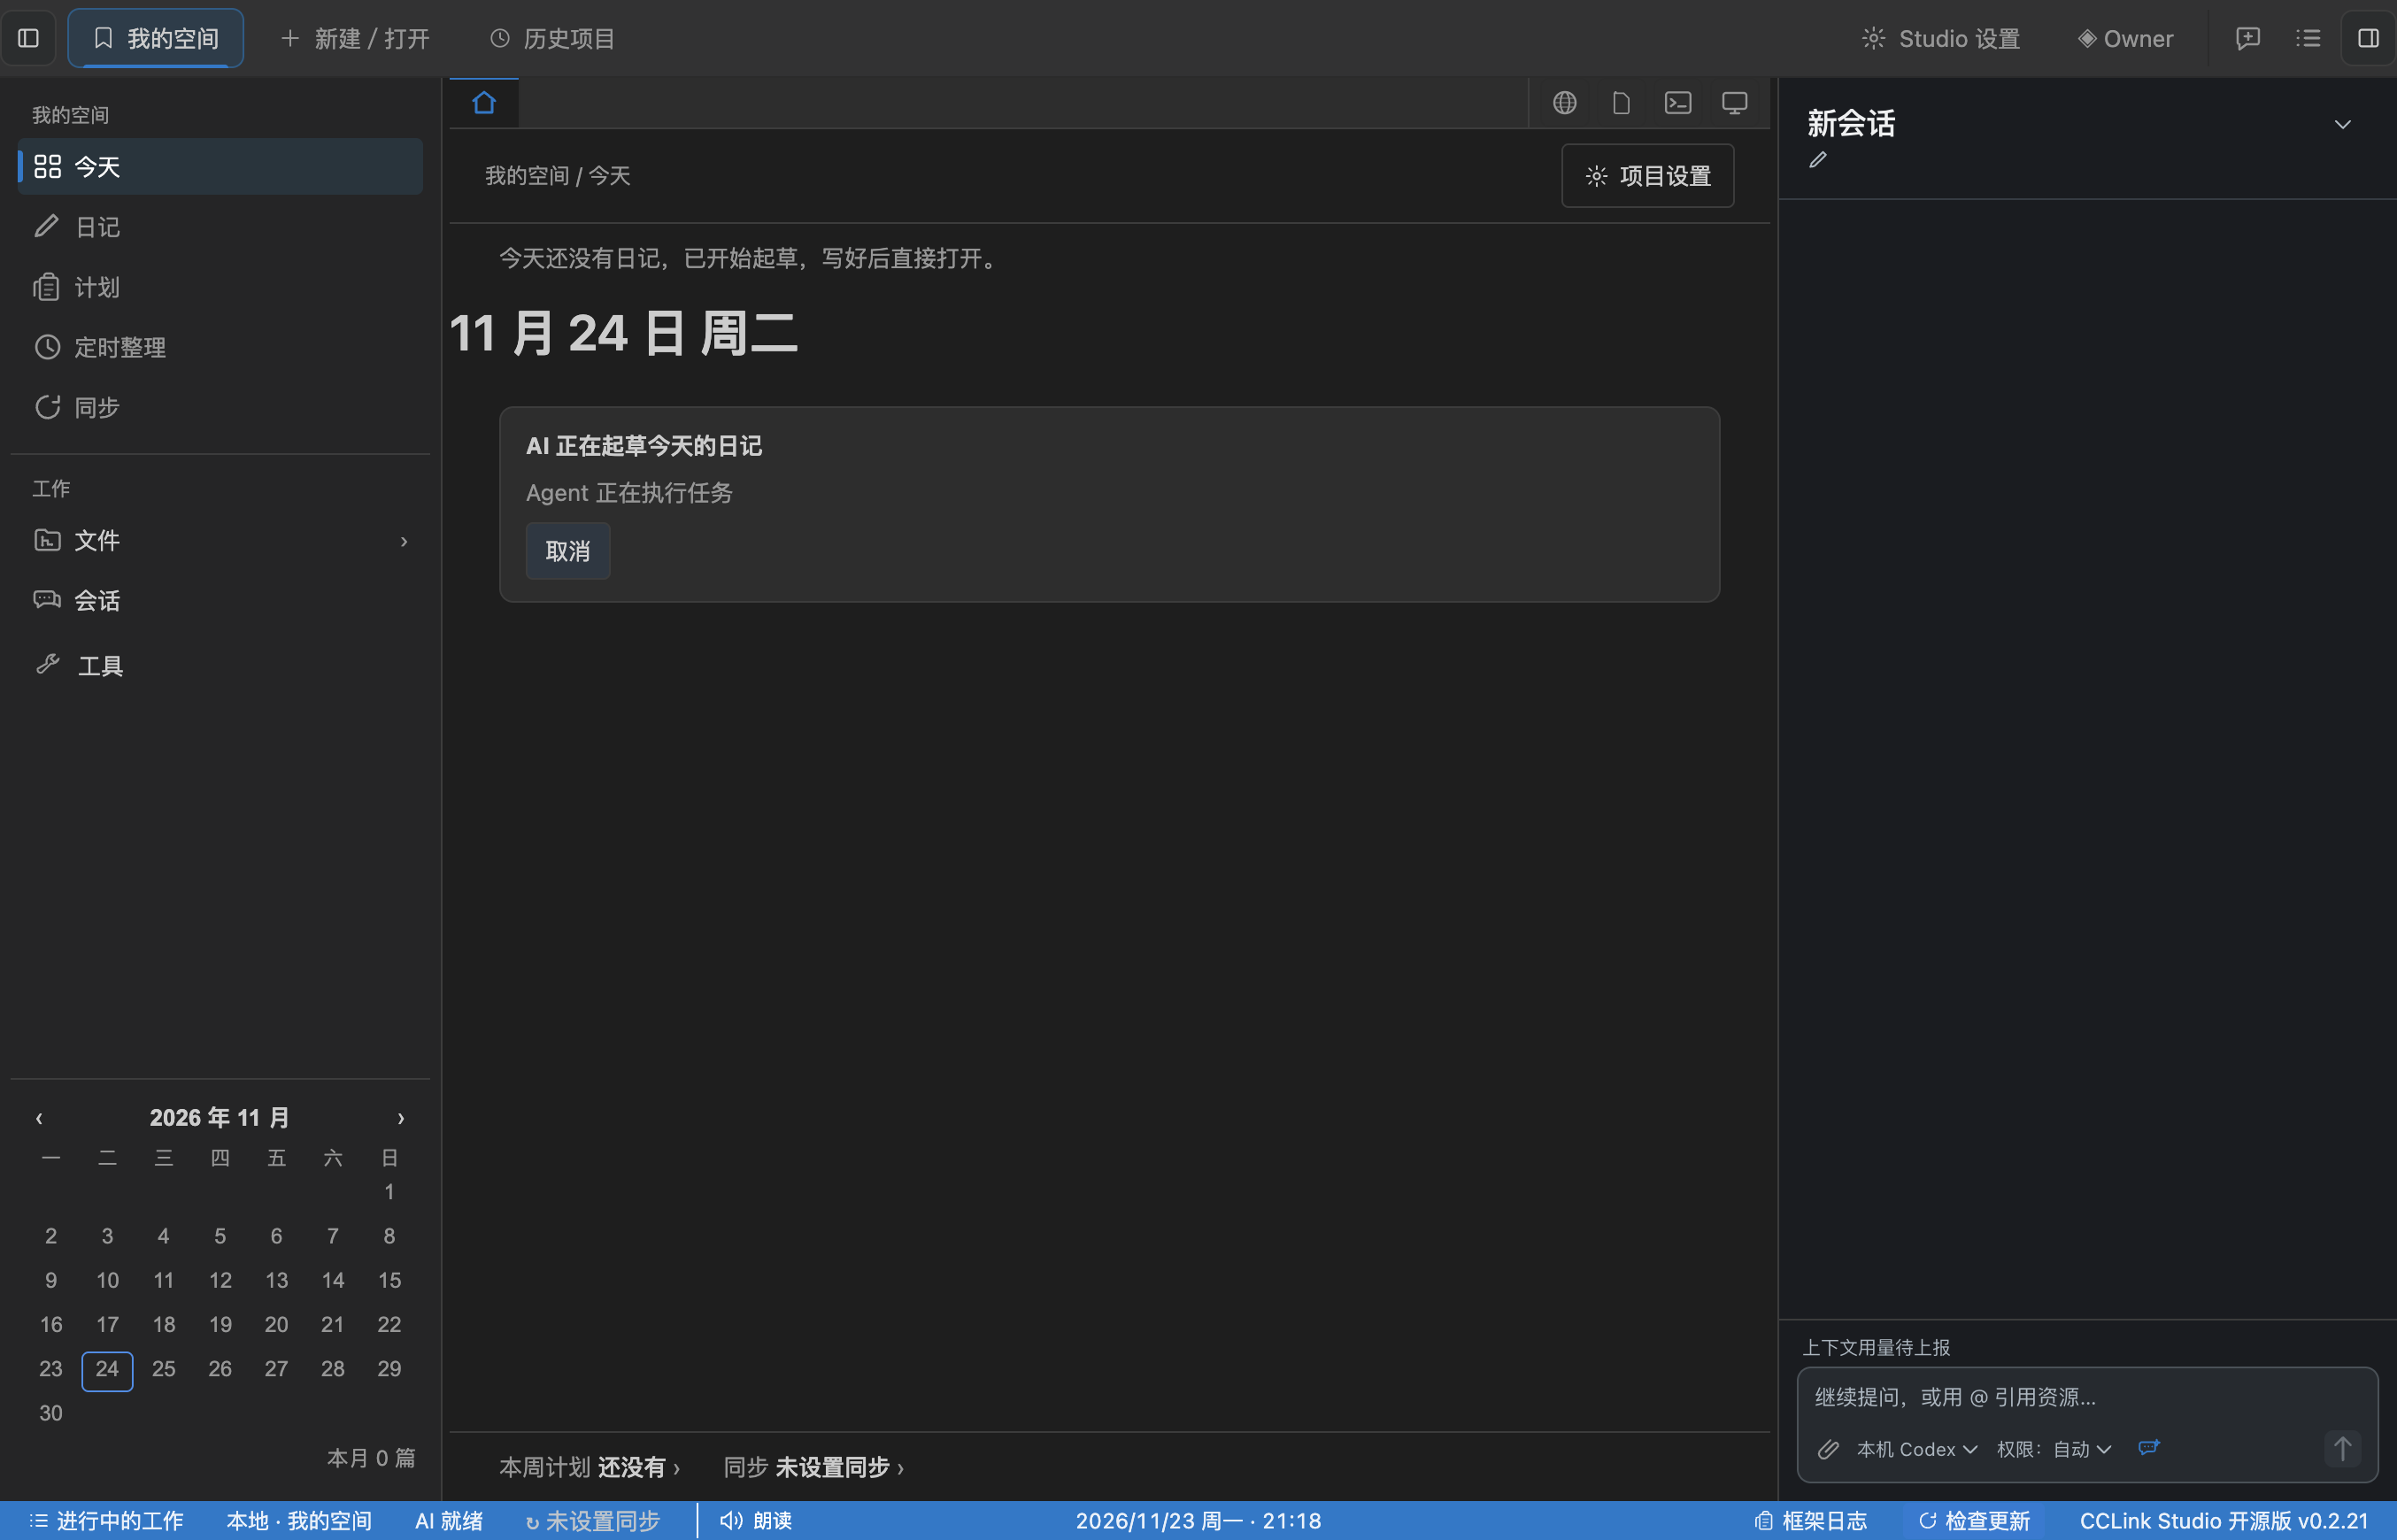 我的空间
新建 / 打开
历史项目
Studio 设置
Owner
我的空间
今天
日记
计划
定时整理
同步
工作
文件
会话
工具
2026 年 11 月
一 二 三 四 五 六 日
1
2 3 4 5 6 7 8
9 10 11 12 13 14 15
16 17 18 19 20 21 22
23 24 25 26 27 28 29
30
本月 0 篇
我的空间 / 今天
项目设置
今天还没有日记，已开始起草，写好后直接打开。
11 月 24 日 周二
AI 正在起草今天的日记
Agent 正在执行任务
取消
本周计划 还没有 ›
同步 未设置同步 ›
新会话
上下文用量待上报
继续提问，或用 @ 引用资源...
本机 Codex
权限：自动
进行中的工作
本地 · 我的空间
AI 就绪
未设置同步
朗读
2026/11/23 周一 · 21:18
框架日志
检查更新
CCLink Studio 开源版 v0.2.21